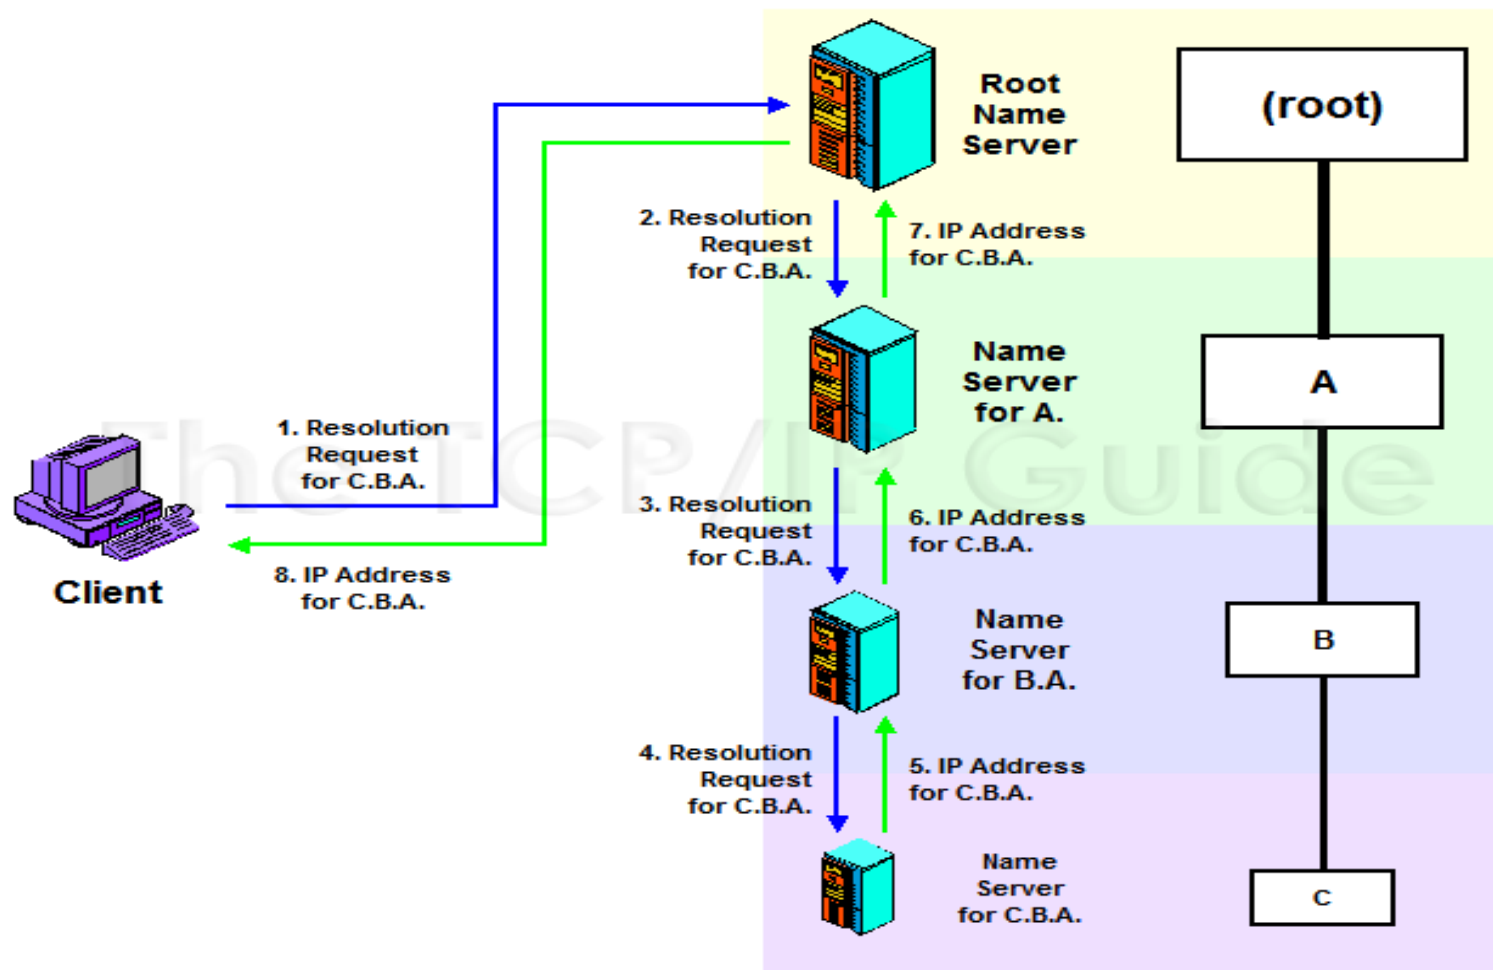 Root
Name
Server
(root)
2. Resolution
Request
for C.B.A.
7. IP Address
for C.B.A.
Name
Server
for A.
A
The TCP/IP Guide
1. Resolution
Request
for C.B.A.
3. Resolution
Request
for C.B.A.
6. IP Address
for C.B.A.
8. IP Address
for C.B.A.
Client
Name
Server
for B.A.
B
4. Resolution
Request
for C.B.A.
5. IP Address
for C.B.A.
Name
Server
for C.B.A.
C